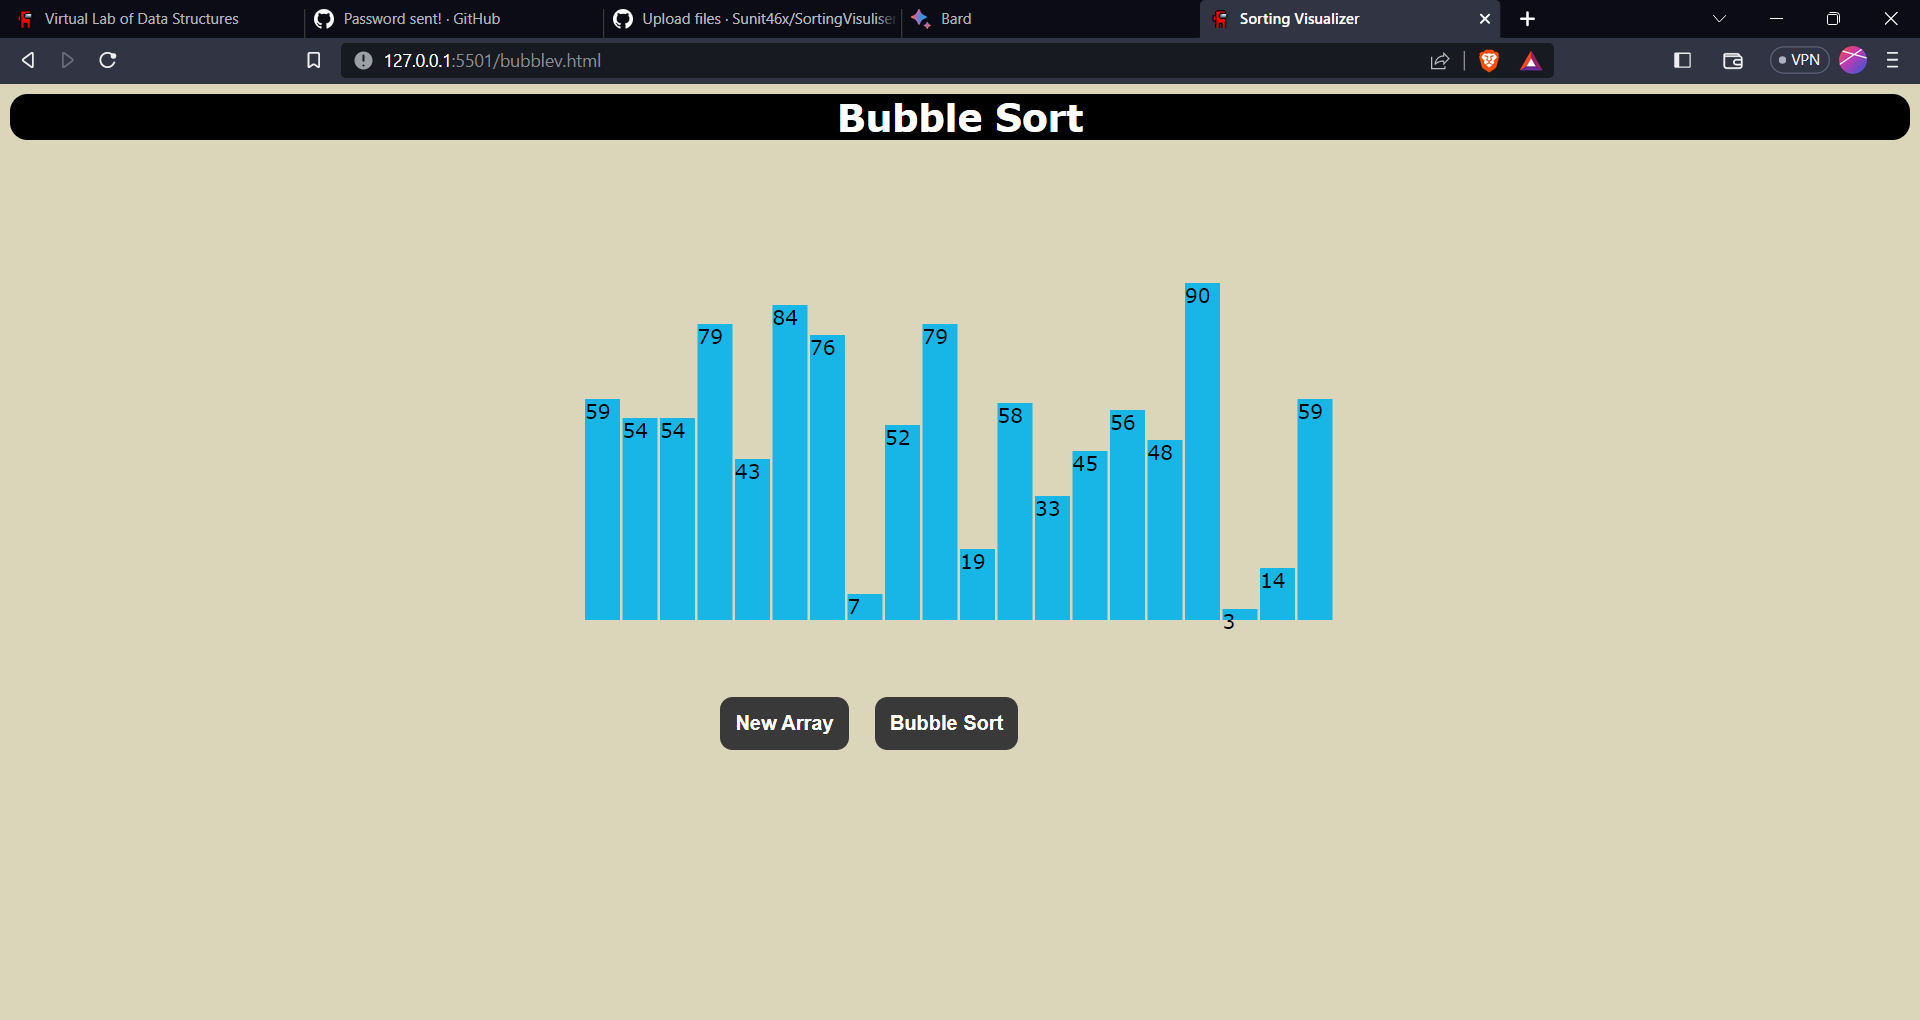 Virtual Lab of Data Structures
Password sent! · GitHub
Upload files · Sunit46x/SortingVisulise
Bard
Sorting Visualizer
127.0.0.1:5501/bubblev.html
VPN
Bubble Sort
59 54 54 79 43 84 76 7 52 79 19 58 33 45 56 48 90 3 14 59
New Array
Bubble Sort